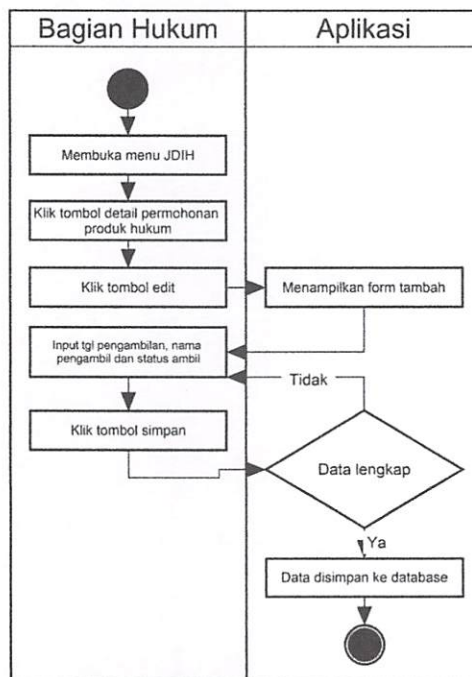 Bagian Hukum
Aplikasi
Membuka menu JDIH
Klik tombol detail permohonan
produk hukum
Klik tombol edit
Menampilkan form tambah
Input tgl pengambilan, nama
pengambil dan status ambil
Tidak
Klik tombol simpan
Data lengkap
Ya
Data disimpan ke database